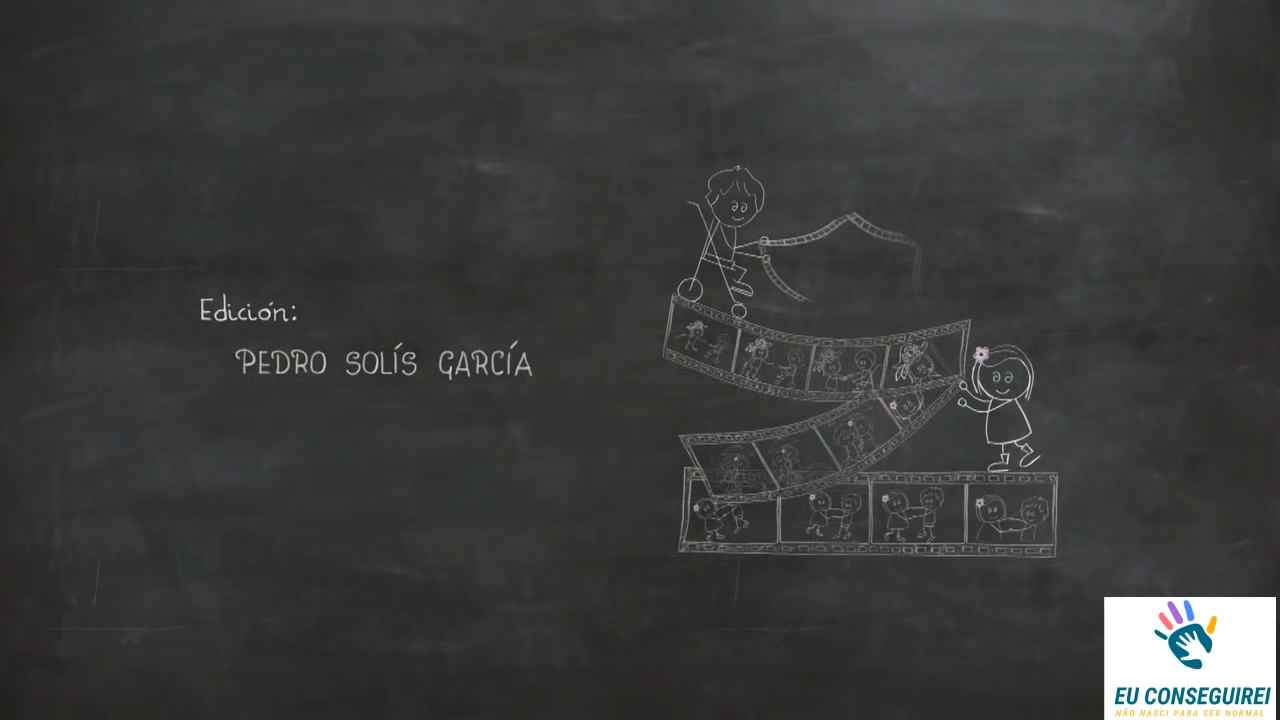 Edición:
PEDRO SOLÍS GARCÍA
EU CONSEGUIREI
NÃO NASCI PARA SER NORMAL